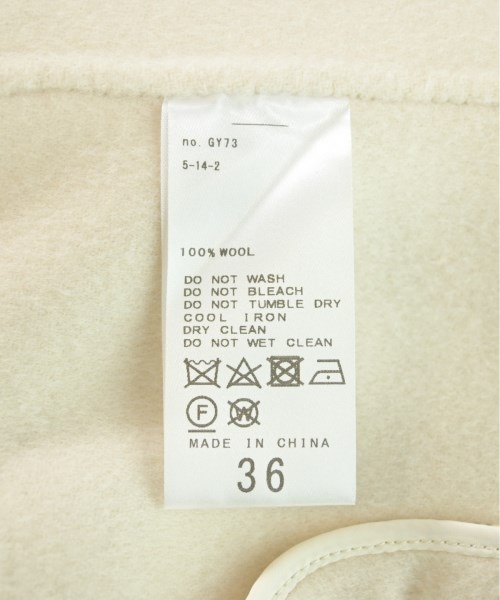 no. GY73
5-14-2
100% WOOL
DO NOT WASH
DO NOT BLEACH
DO NOT TUMBLE DRY
COOL IRON
DRY CLEAN
DO NOT WET CLEAN
F W
MADE IN CHINA
36